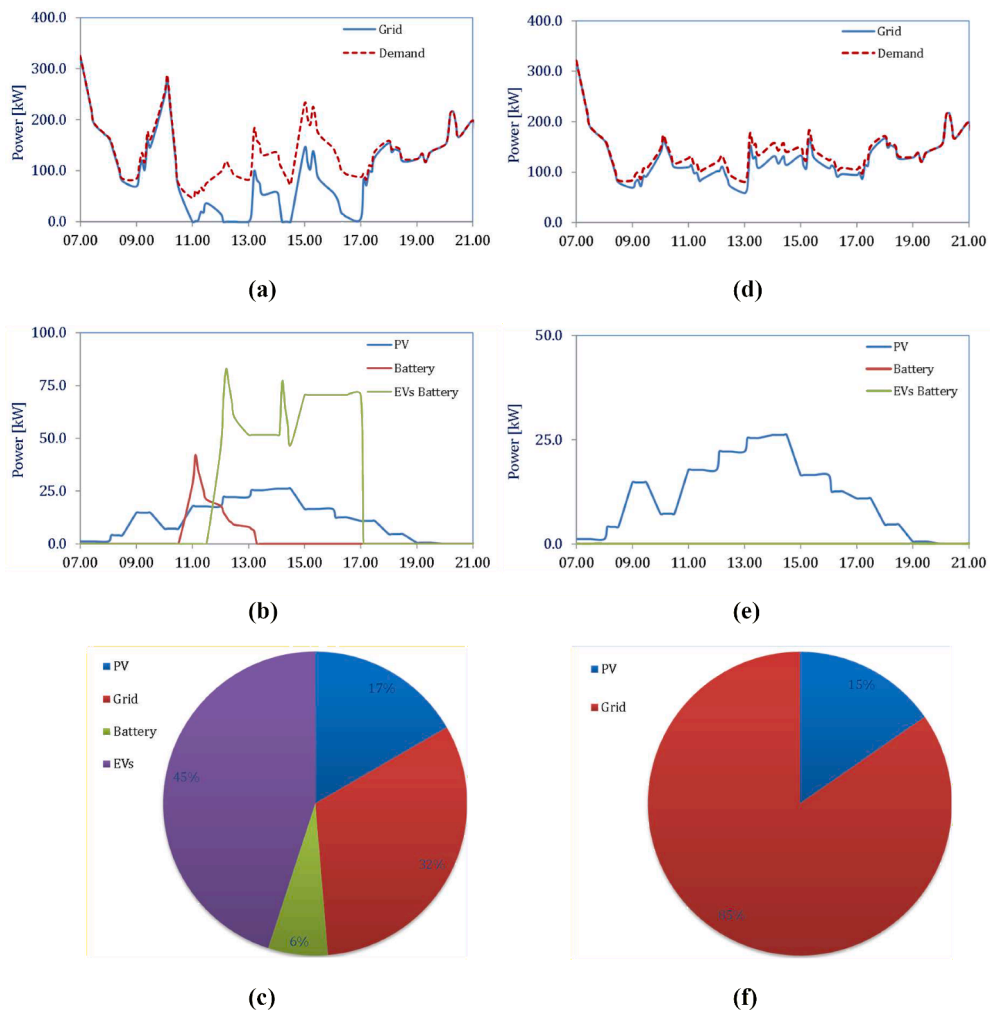 400.0
300.0
200.0
100.0
0.0
Power [kW]
Grid
Demand
07.00 09.00 11.00 13.00 15.00 17.00 19.00 21.00
(a)
400.0
300.0
200.0
100.0
0.0
Power [kW]
Grid
Demand
07.00 09.00 11.00 13.00 15.00 17.00 19.00 21.00
(d)
100.0
75.0
50.0
25.0
0.0
Power [kW]
PV
Battery
EVs Battery
07.00 09.00 11.00 13.00 15.00 17.00 19.00 21.00
(b)
50.0
25.0
0.0
Power [kW]
PV
Battery
EVs Battery
07.00 09.00 11.00 13.00 15.00 17.00 19.00 21.00
(e)
PV
Grid
Battery
EVs
17%
45%
32%
6%
(c)
PV
Grid
15%
85%
(f)